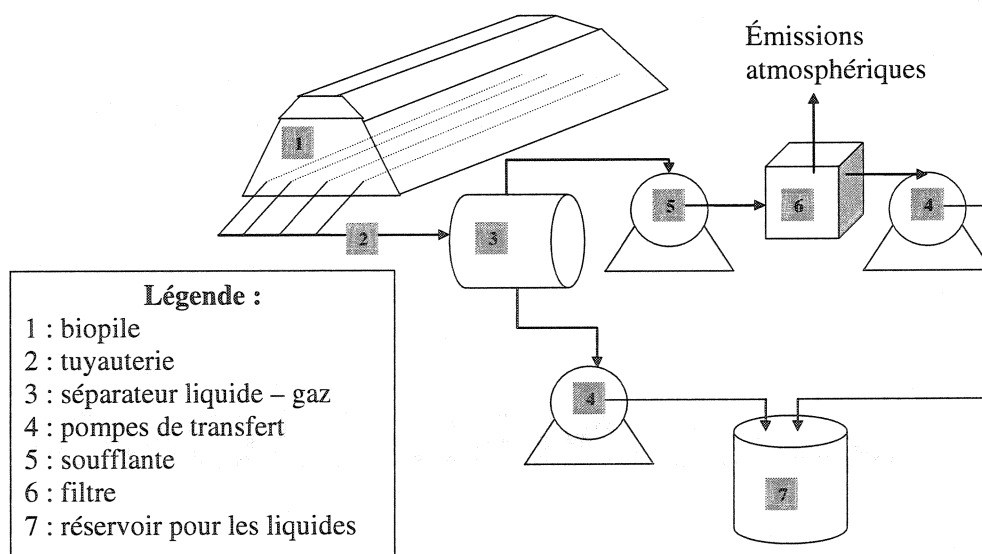 Émissions
atmosphériques
1
2
3
5
6
4
4
7
Légende :
1 : biopile
2 : tuyauterie
3 : séparateur liquide – gaz
4 : pompes de transfert
5 : soufflante
6 : filtre
7 : réservoir pour les liquides